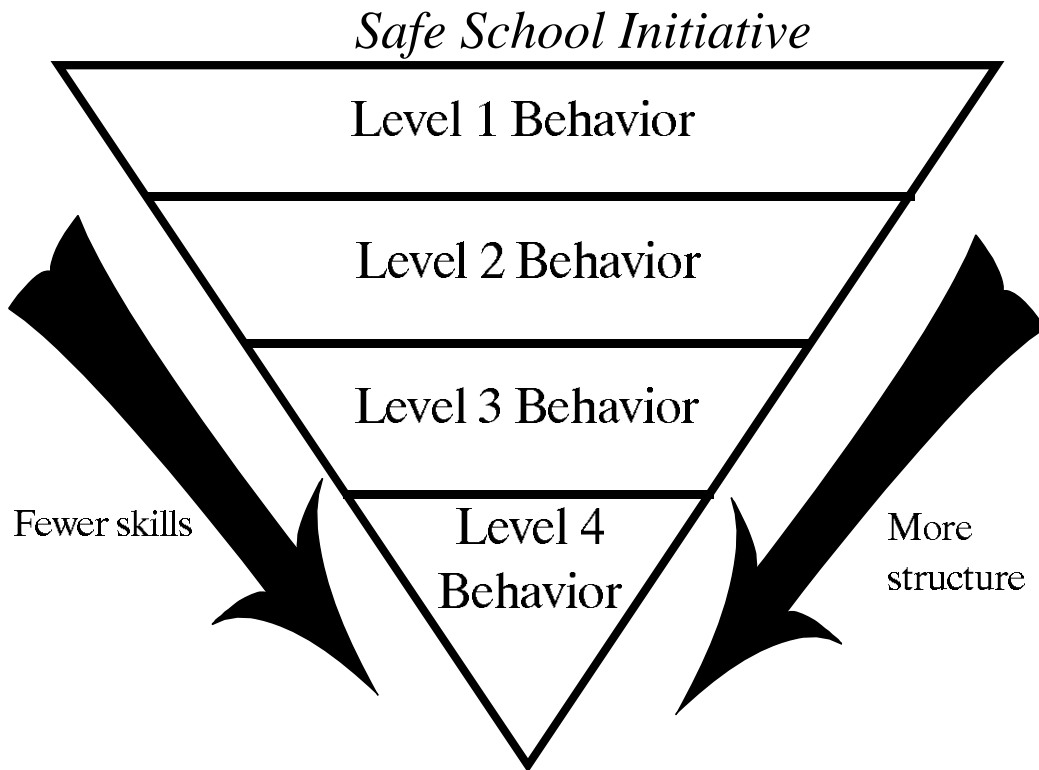 Safe School Initiative
Level 1 Behavior
Level 2 Behavior
Level 3 Behavior
Level 4
Behavior
Fewer skills
More
structure